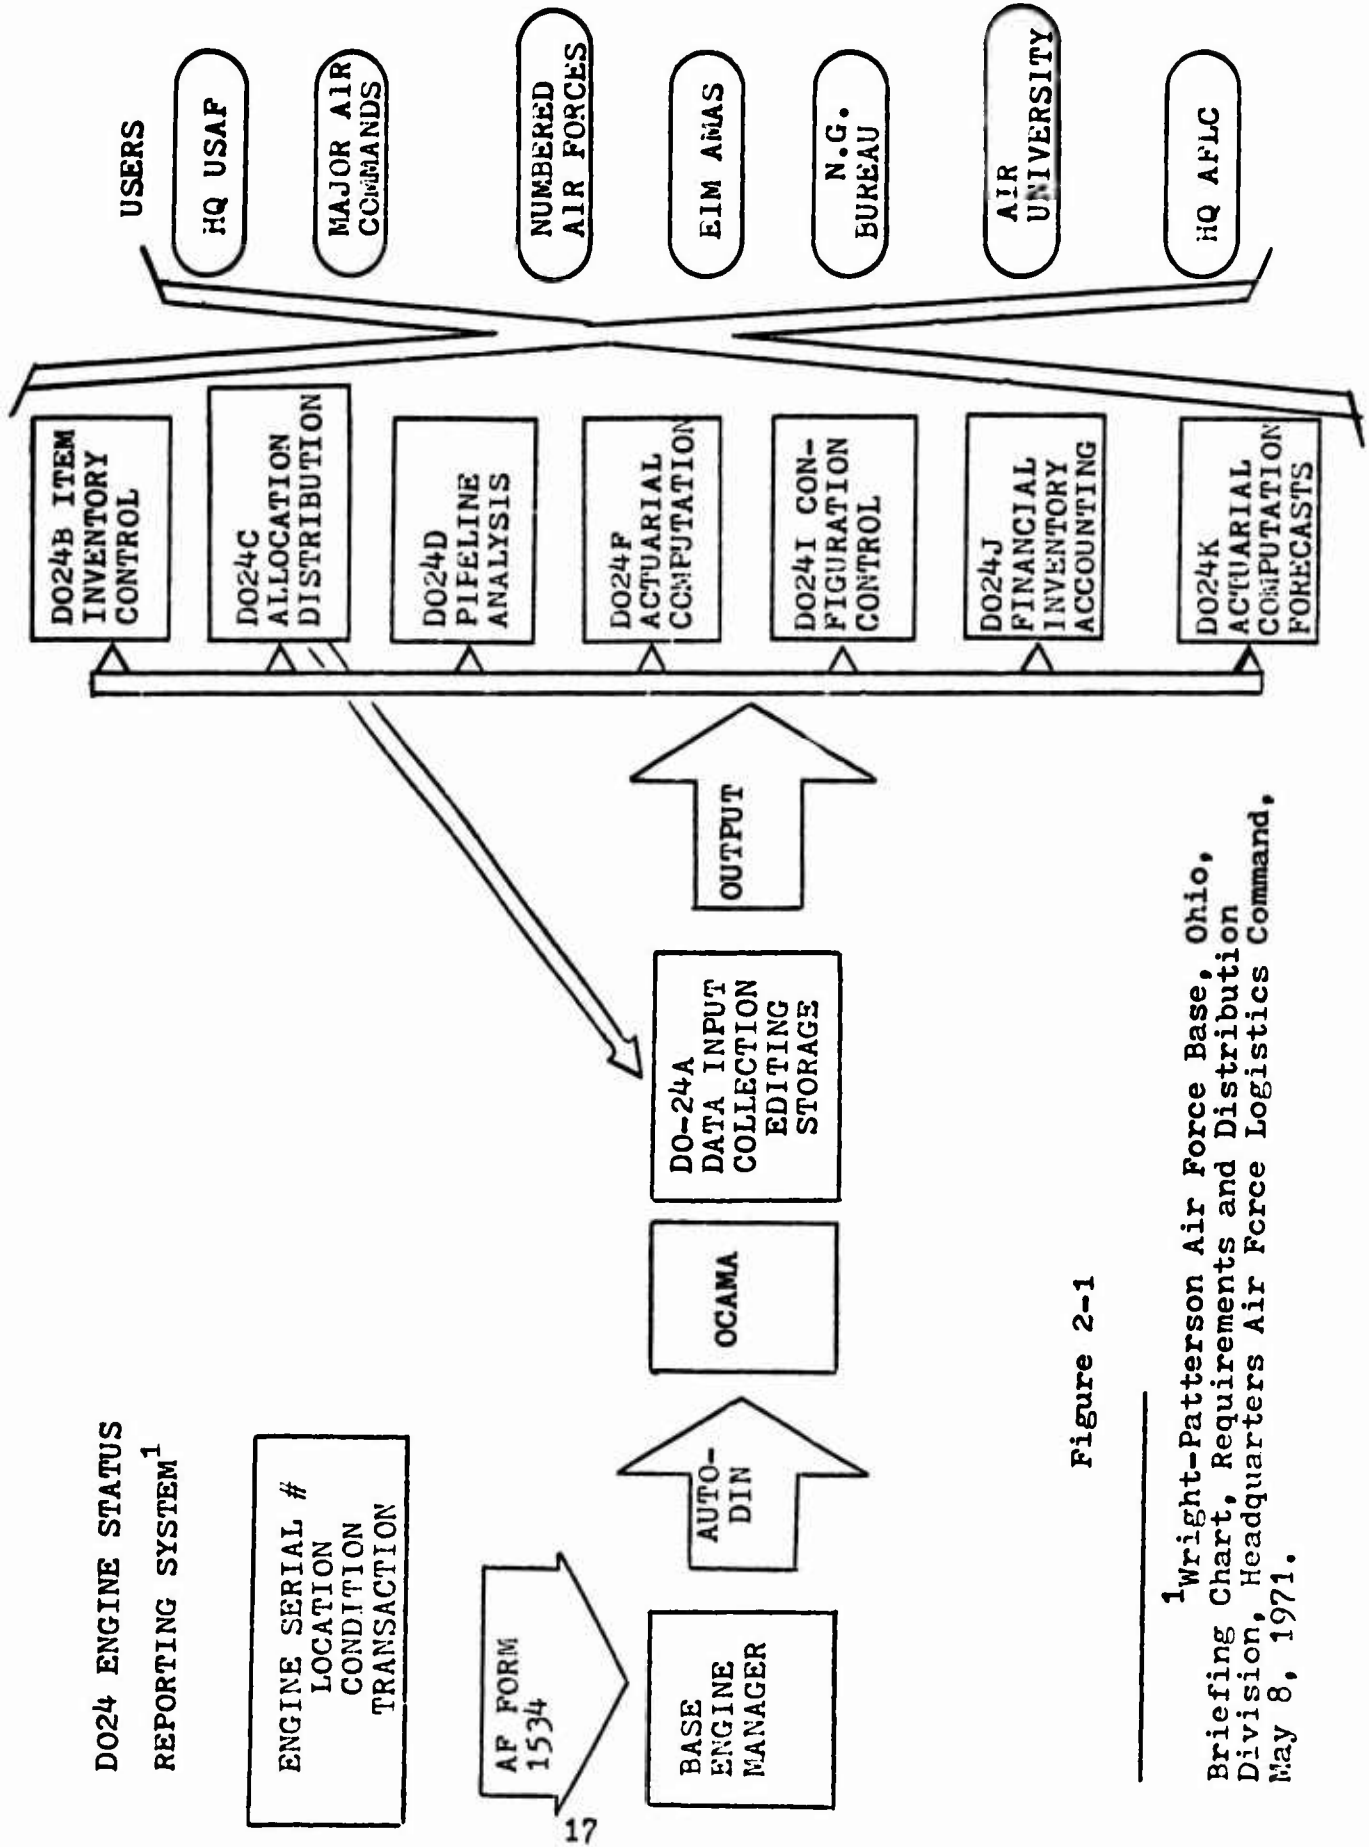 DO24 ENGINE STATUS
REPORTING SYSTEM1
ENGINE SERIAL #
LOCATION
CONDITION
TRANSACTION
AF FORM
1534
BASE
ENGINE
MANAGER
AUTO-
DIN
OCAMA
DO-24A
DATA INPUT
COLLECTION
EDITING
STORAGE
OUTPUT
DO24B ITEM
INVENTORY
CONTROL
DO24C
ALLOCATION
DISTRIBUTION
DO24D
PIPELINE
ANALYSIS
DO24F
ACTUARIAL
COMPUTATION
DO24I CON-
FIGURATION
CONTROL
DO24J
FINANCIAL
INVENTORY
ACCOUNTING
DO24K
ACTUARIAL
COMPUTATION
FORECASTS
USERS
HQ USAF
MAJOR AIR
COMMANDS
NUMBERED
AIR FORCES
EIM AMAS
N.G.
BUREAU
AIR
UNIVERSITY
HQ AFLC
Figure 2-1
1Wright-Patterson Air Force Base, Ohio,
Briefing Chart, Requirements and Distribution
Division, Headquarters Air Force Logistics Command,
May 8, 1971.
17